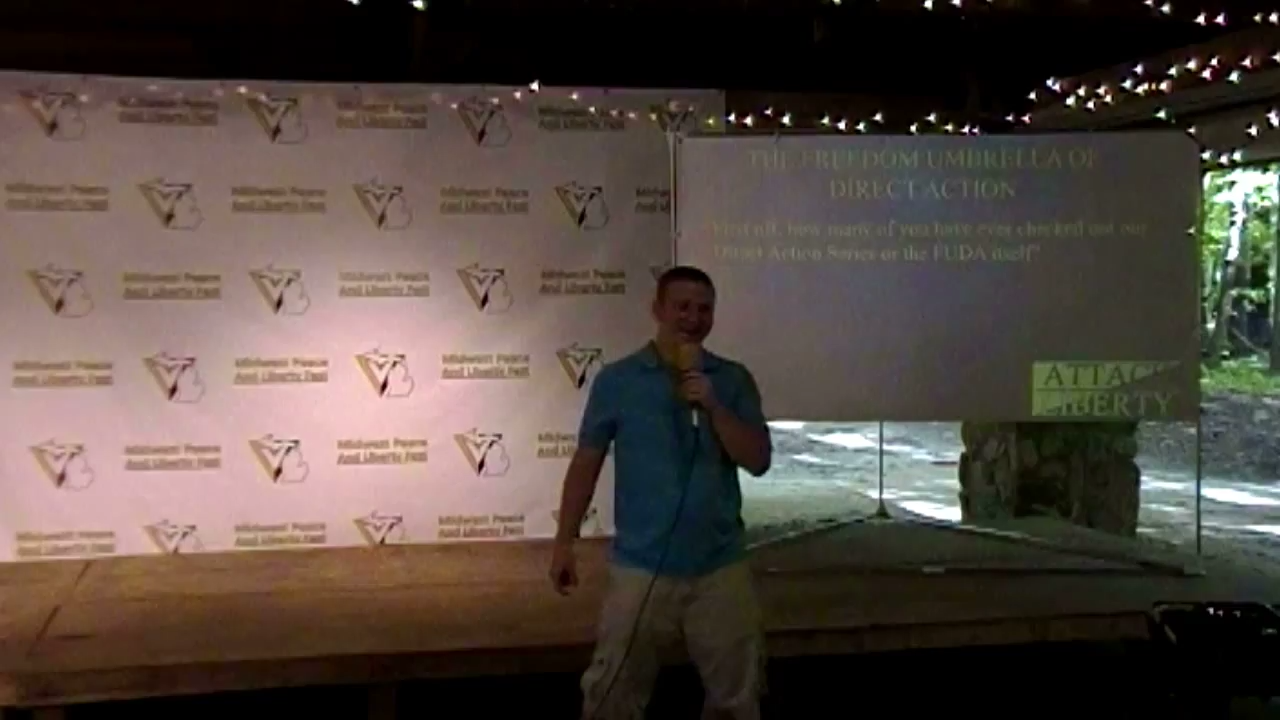 Midwest Peace
And Liberty Fest
THE FREEDOM UMBRELLA OF
DIRECT ACTION
"First off, how many of you have ever checked out our
Direct Action Series or the FUDA itself"
ATTACK
LIBERTY